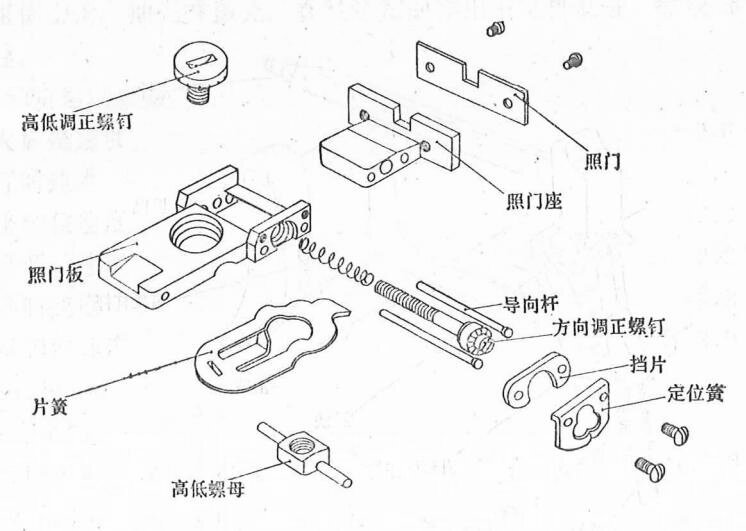 高低调正螺钉
照门
照门座
照门板
导向杆
方向调正螺钉
挡片
定位簧
片簧
高低螺母